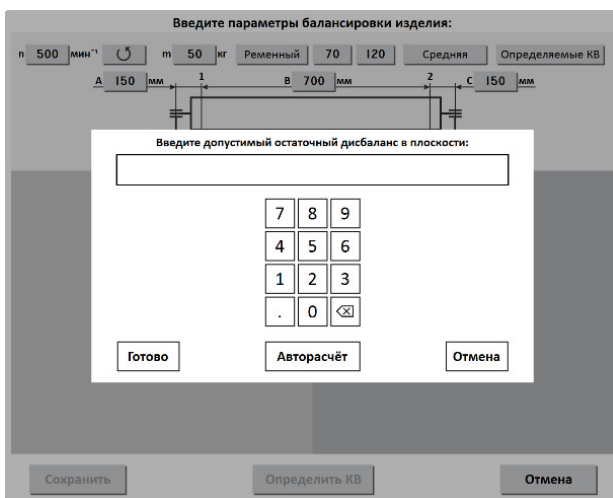 Введите параметры балансировки изделия:
n 500 мин⁻¹ m 50 кг Ременный 70 120 Средняя Определяемые КВ
A 150 мм 1 B 700 мм 2 C 150 мм
Введите допустимый остаточный дисбаланс в плоскости:
7 8 9
4 5 6
1 2 3
. 0
Готово Авторасчёт Отмена
Сохранить Определить КВ Отмена